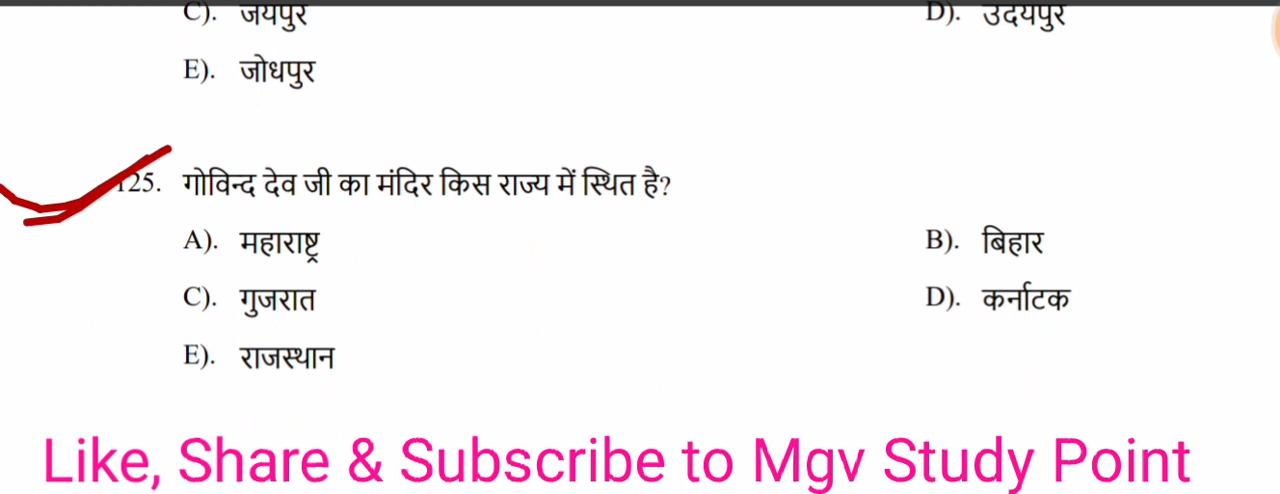 C). जयपुर D). उदयपुर
E). जोधपुर
125. गोविन्द देव जी का मंदिर किस राज्य में स्थित है?
A). महाराष्ट्र B). बिहार
C). गुजरात D). कर्नाटक
E). राजस्थान
Like, Share & Subscribe to Mgv Study Point